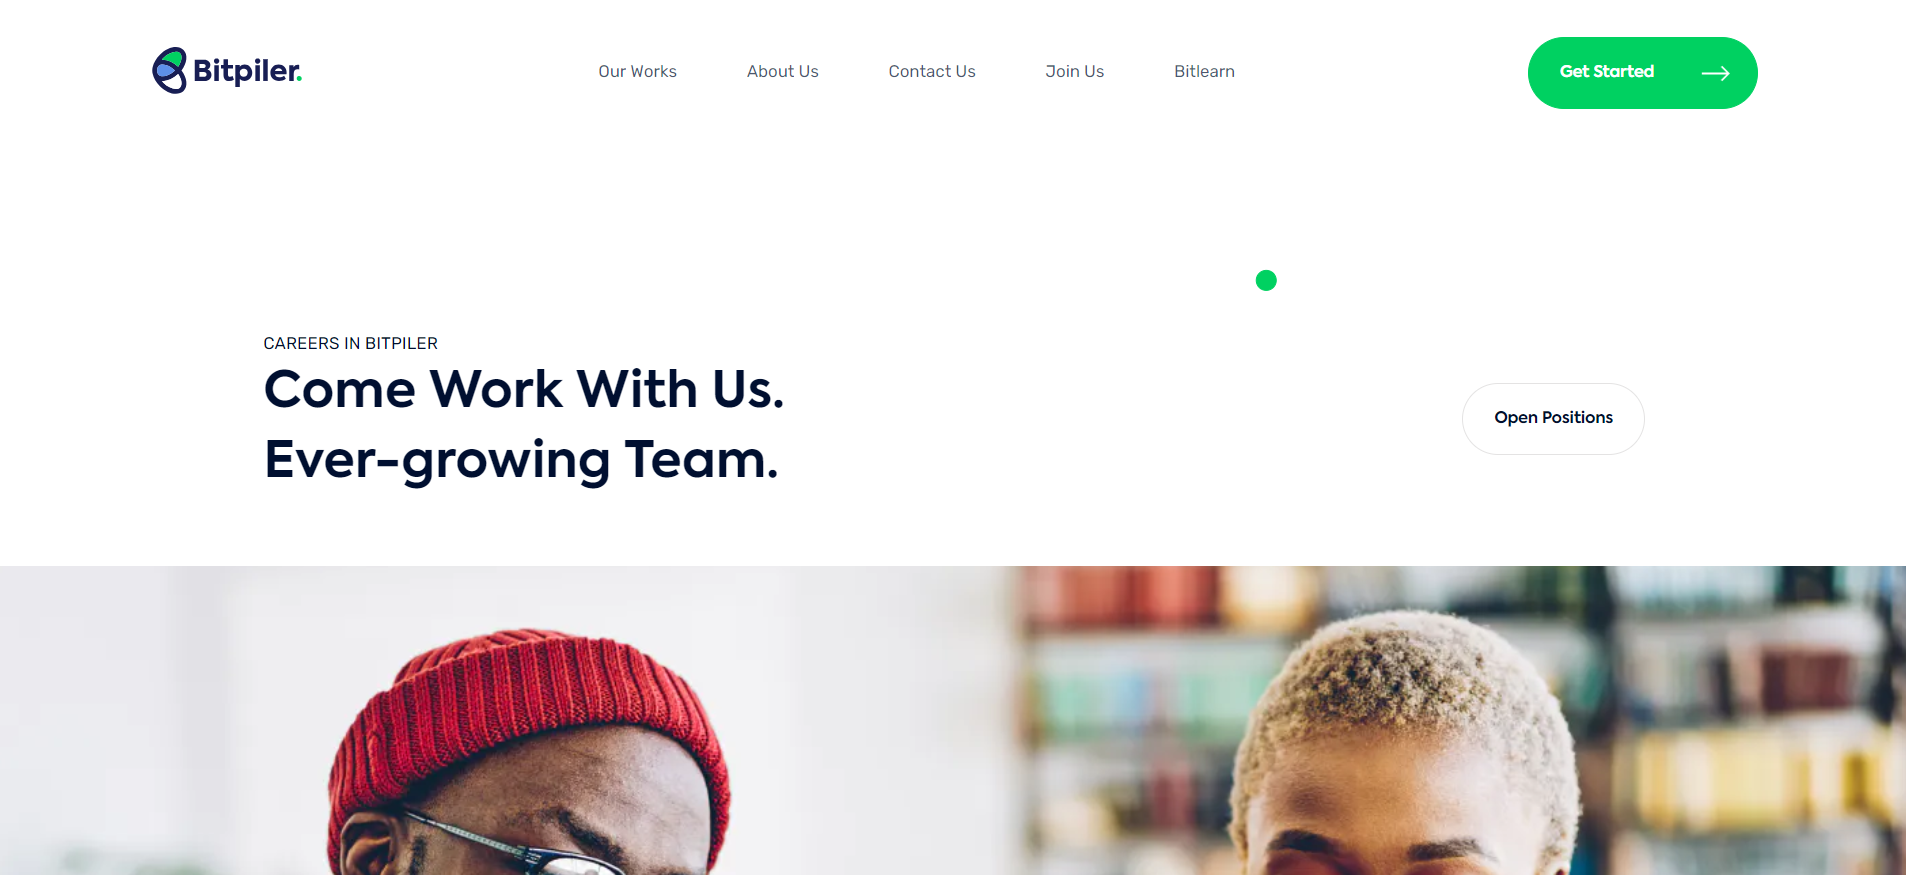 Bitpiler.
Our Works
About Us
Contact Us
Join Us
Bitlearn
Get Started
CAREERS IN BITPILER
Come Work With Us.
Ever-growing Team.
Open Positions